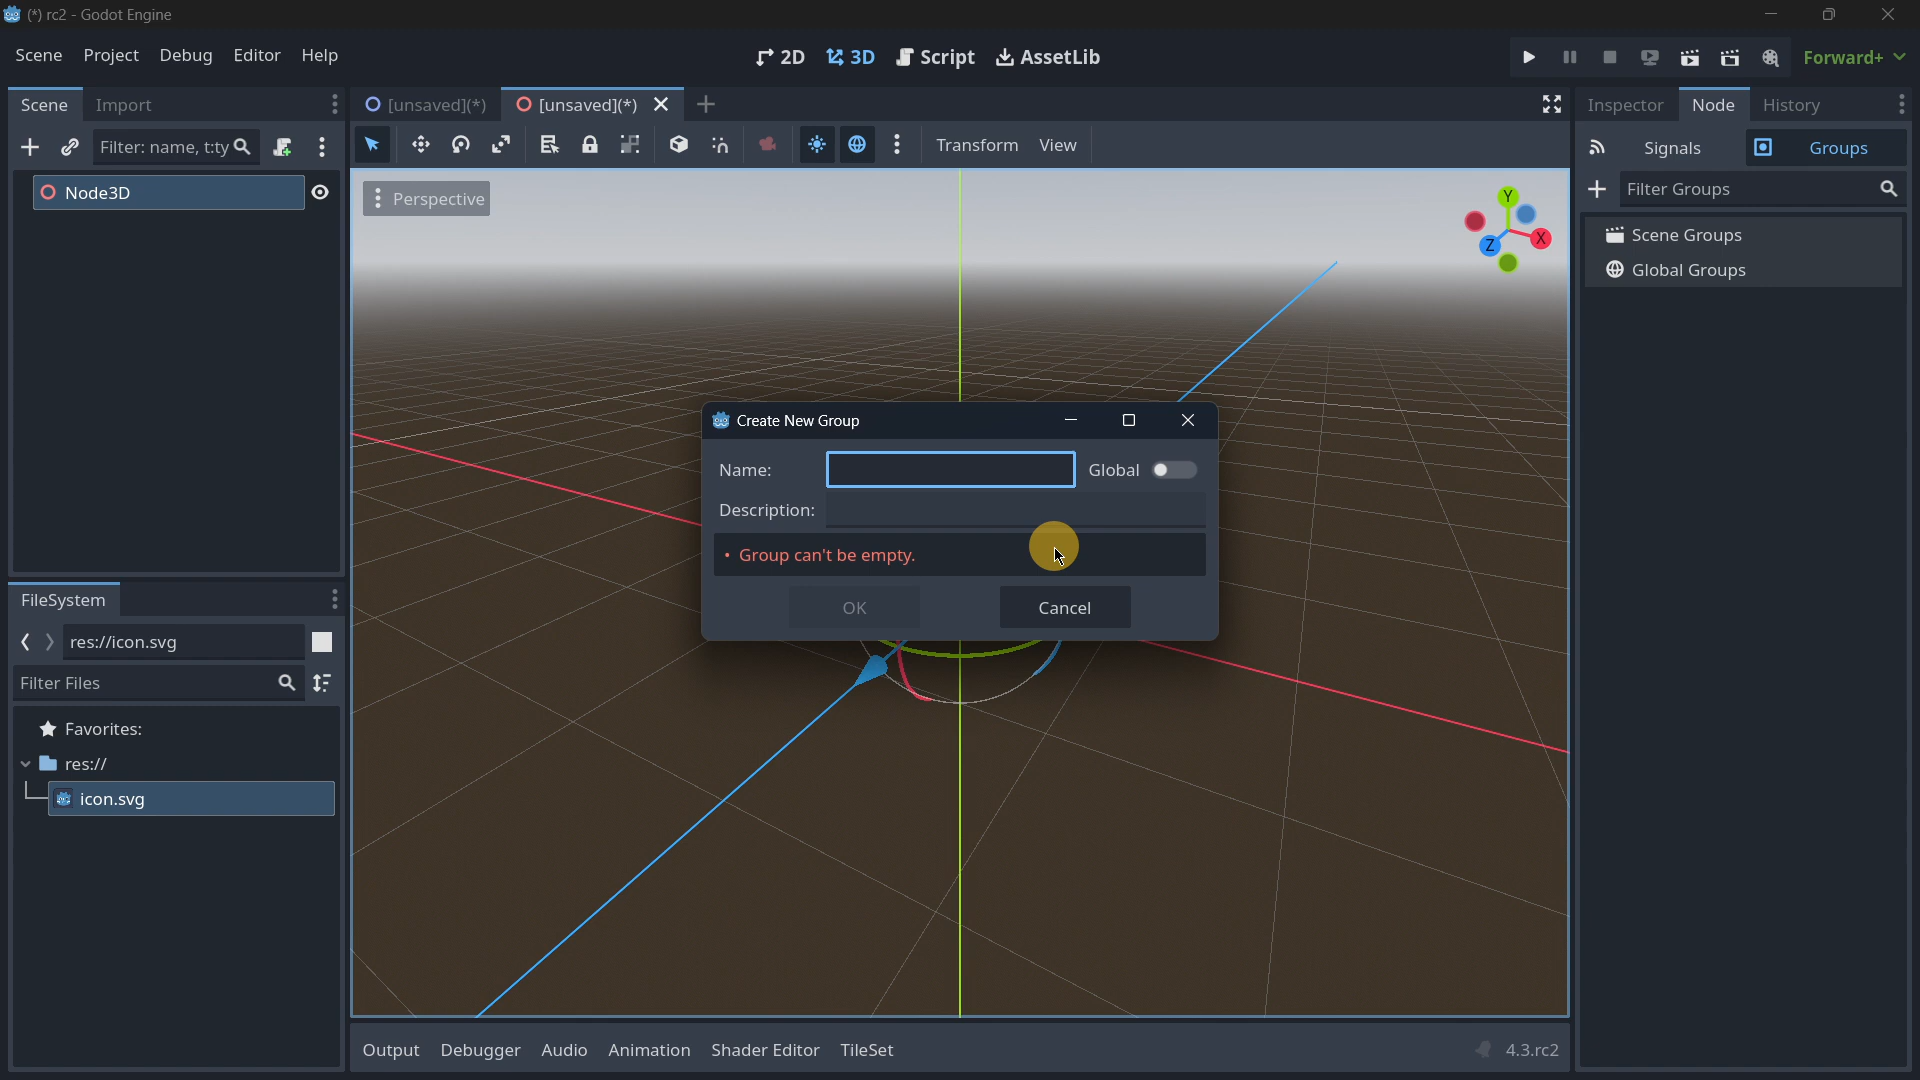 (*) rc2 - Godot Engine
Scene Project Debug Editor Help
2D 3D Script AssetLib
Forward+
Scene Import
[unsaved](*) [unsaved](*)
Inspector Node History
Filter: name, t:ty
Transform View
Signals Groups
Node3D
Perspective
Filter Groups
Y
X
Z
Scene Groups
Global Groups
Create New Group
Name: Global
Description:
• Group can't be empty.
OK Cancel
FileSystem
res://icon.svg
Filter Files
Favorites:
res://
icon.svg
Output Debugger Audio Animation Shader Editor TileSet
4.3.rc2